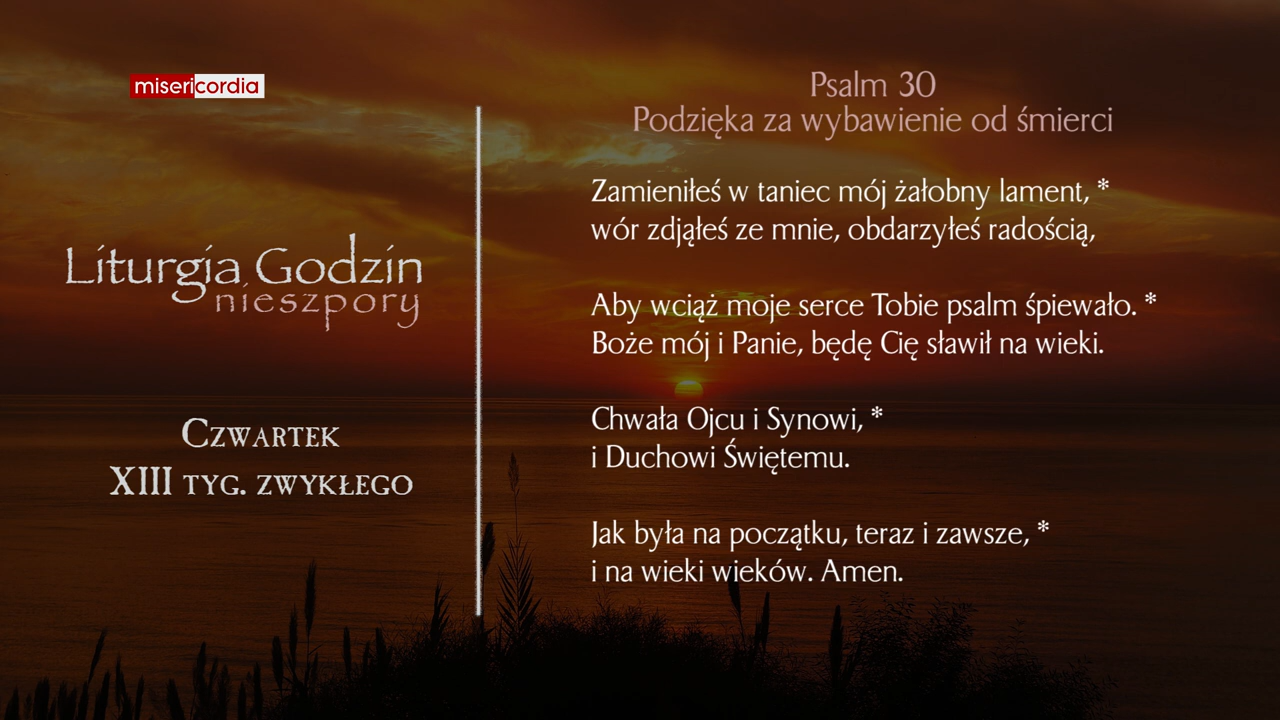 misericordia
Liturgia Godzin
nieszpory
Czwartek
XIII tyg. zwykłego
Psalm 30
Podzięka za wybawienie od śmierci
Zamieniłeś w taniec mój żałobny lament, *
wór zdjąłeś ze mnie, obdarzyłeś radością,
Aby wciąż moje serce Tobie psalm śpiewało. *
Boże mój i Panie, będę Cię sławił na wieki.
Chwała Ojcu i Synowi, *
i Duchowi Świętemu.
Jak była na początku, teraz i zawsze, *
i na wieki wieków. Amen.